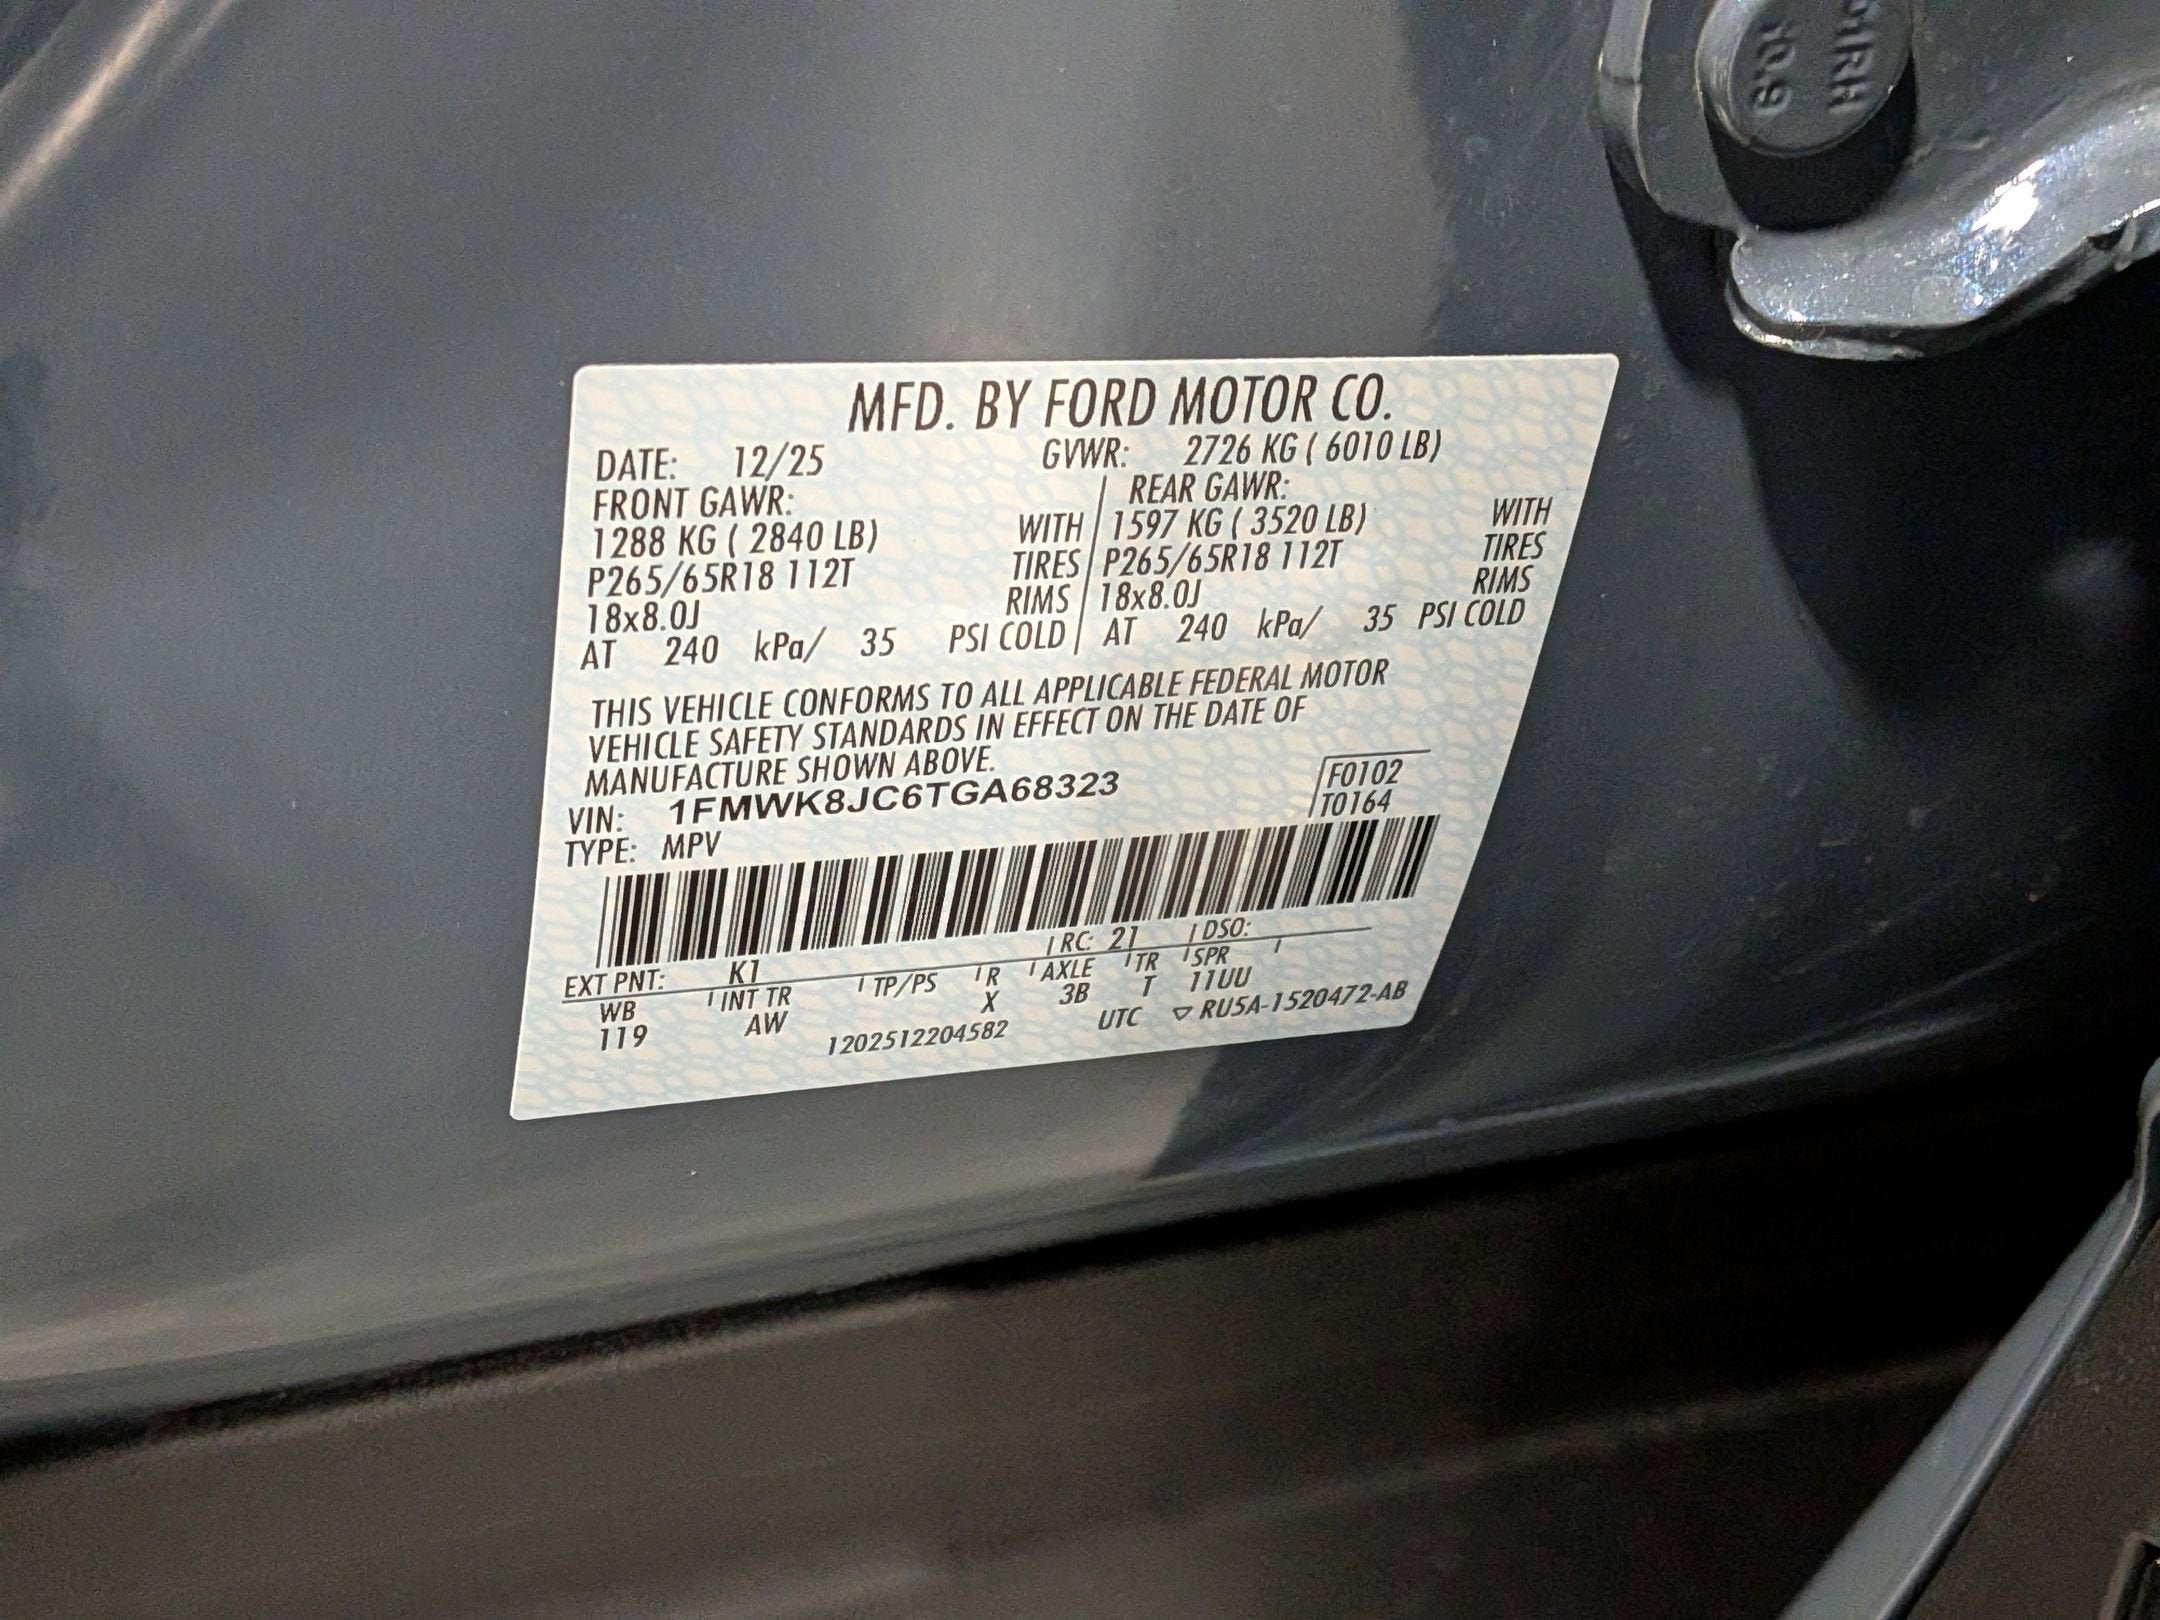 RH
10.9
MFD. BY FORD MOTOR CO.
DATE: 12/25 GVWR: 2726 KG ( 6010 LB)
FRONT GAWR: REAR GAWR:
1288 KG ( 2840 LB) WITH 1597 KG ( 3520 LB) WITH
P265/65R18 112T TIRES P265/65R18 112T TIRES
18x8.0J RIMS 18x8.0J RIMS
AT 240 kPa/ 35 PSI COLD AT 240 kPa/ 35 PSI COLD
THIS VEHICLE CONFORMS TO ALL APPLICABLE FEDERAL MOTOR
VEHICLE SAFETY STANDARDS IN EFFECT ON THE DATE OF
MANUFACTURE SHOWN ABOVE.
VIN: 1FMWK8JC6TGA68323 F0102
TYPE: MPV T0164
EXT PNT: K1 RC: 21 DSO:
WB INT TR TP/PS R AXLE TR SPR
119 AW X 3B T 11UU
1202512204582 UTC ▽ RU5A-1520472-AB